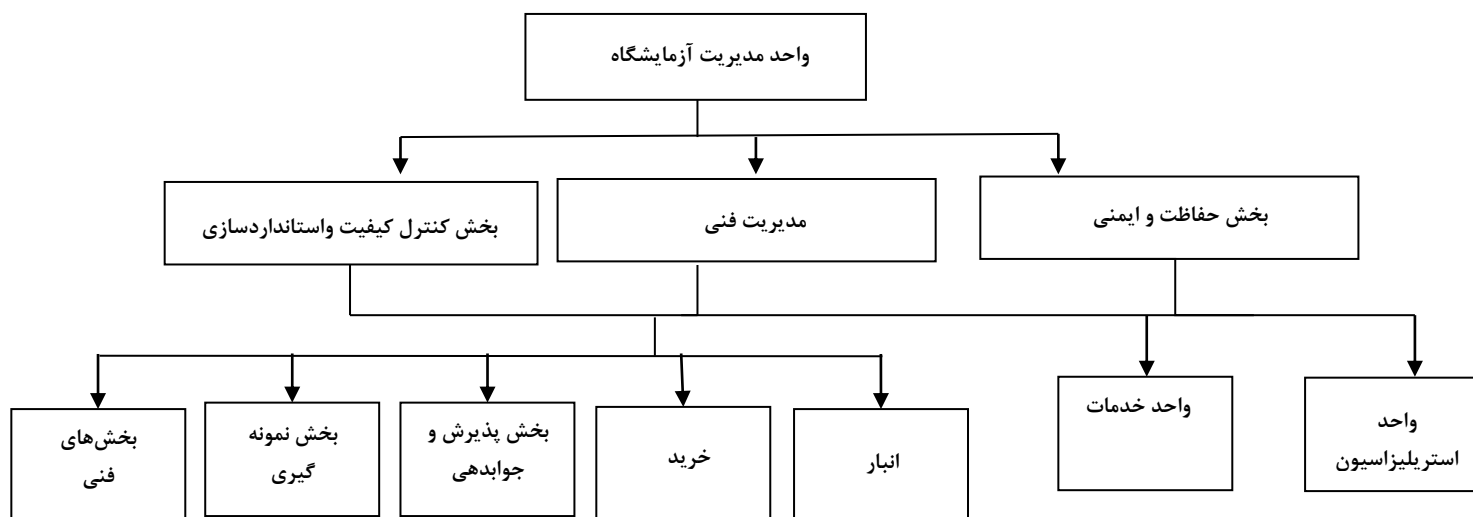 واحد مدیریت آزمایشگاه
بخش حفاظت و ایمنی
مدیریت فنی
بخش کنترل کیفیت واستانداردسازی
واحد
استریلیزاسیون
واحد خدمات
انبار
خرید
بخش پذیرش و
جوابدهی
بخش نمونه
گیری
بخش‌های
فنی